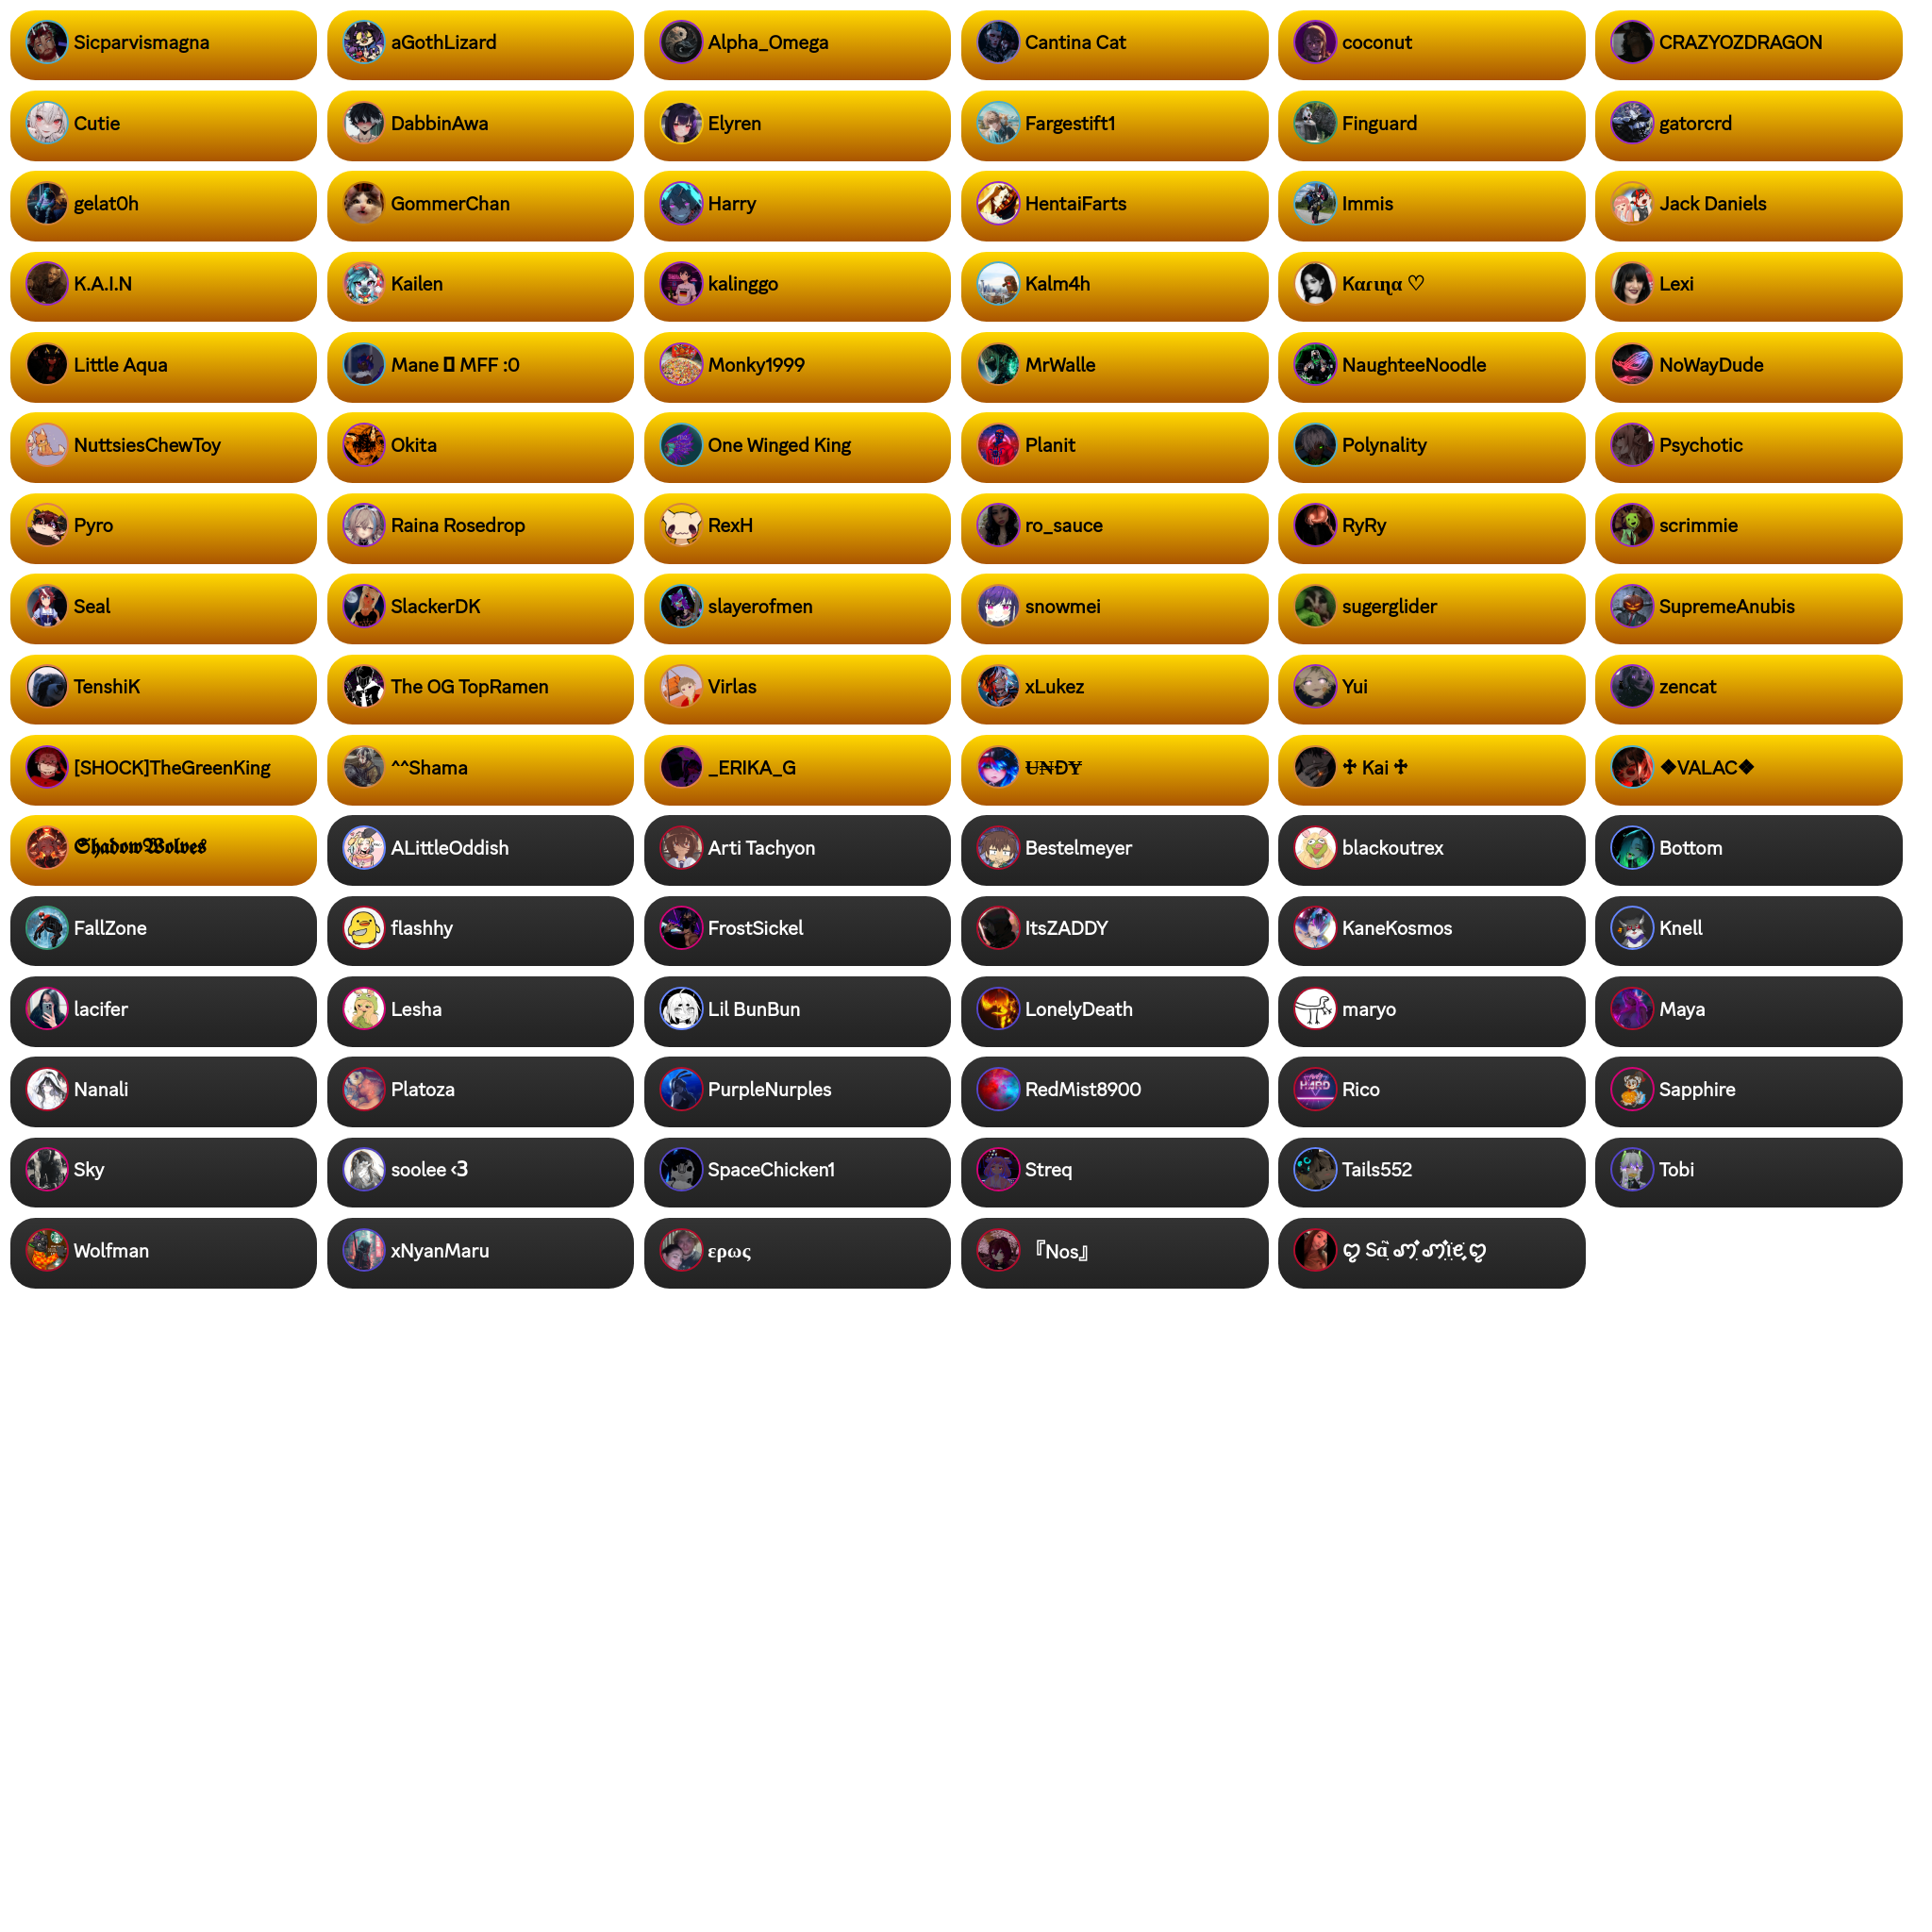 Sicparvismagna
aGothLizard
Alpha_Omega
Cantina Cat
coconut
CRAZYOZDRAGON
Cutie
DabbinAwa
Elyren
Fargestift1
Finguard
gatorcrd
gelat0h
GommerChan
Harry
HentaiFarts
Immis
Jack Daniels
K.A.I.N
Kailen
kalinggo
Kalm4h
Kαɾιɳα ♡
Lexi
Little Aqua
Mane ▯ MFF :0
Monky1999
MrWalle
NaughteeNoodle
NoWayDude
NuttsiesChewToy
Okita
One Winged King
Planit
Polynality
Psychotic
Pyro
Raina Rosedrop
RexH
ro_sauce
RyRy
scrimmie
Seal
SlackerDK
slayerofmen
snowmei
sugerglider
SupremeAnubis
TenshiK
The OG TopRamen
Virlas
xLukez
Yui
zencat
[SHOCK]TheGreenKing
^^Shama
_ERIKA_G
U̶₦ĐɎ
♱ Kai ♱
❖VALAC❖
𝕾𝖍𝖆𝖉𝖔𝖜𝖂𝖔𝖑𝖛𝖊𝖘
ALittleOddish
Arti Tachyon
Bestelmeyer
blackoutrex
Bottom
FallZone
flashhy
FrostSickel
ItsZADDY
KaneKosmos
Knell
lacifer
Lesha
Lil BunBun
LonelyDeath
maryo
Maya
Nanali
Platoza
PurpleNurples
RedMist8900
HARD
Rico
Sapphire
Sky
soolee <3
SpaceChicken1
Streq
Tails552
Tobi
Wolfman
xNyanMaru
ερως
『Nos』